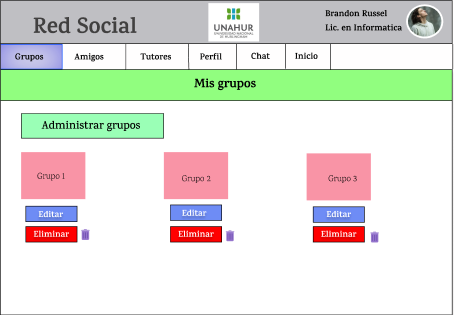 Red Social
UNAHUR
UNIVERSIDAD NACIONAL
DE HURLINGHAM
Brandon Russel
Lic. en Informatica
Grupos Amigos Tutores Perfil Chat Inicio
Mis grupos
Administrar grupos
Grupo 1 Grupo 2 Grupo 3
Editar Editar Editar
Eliminar Eliminar Eliminar